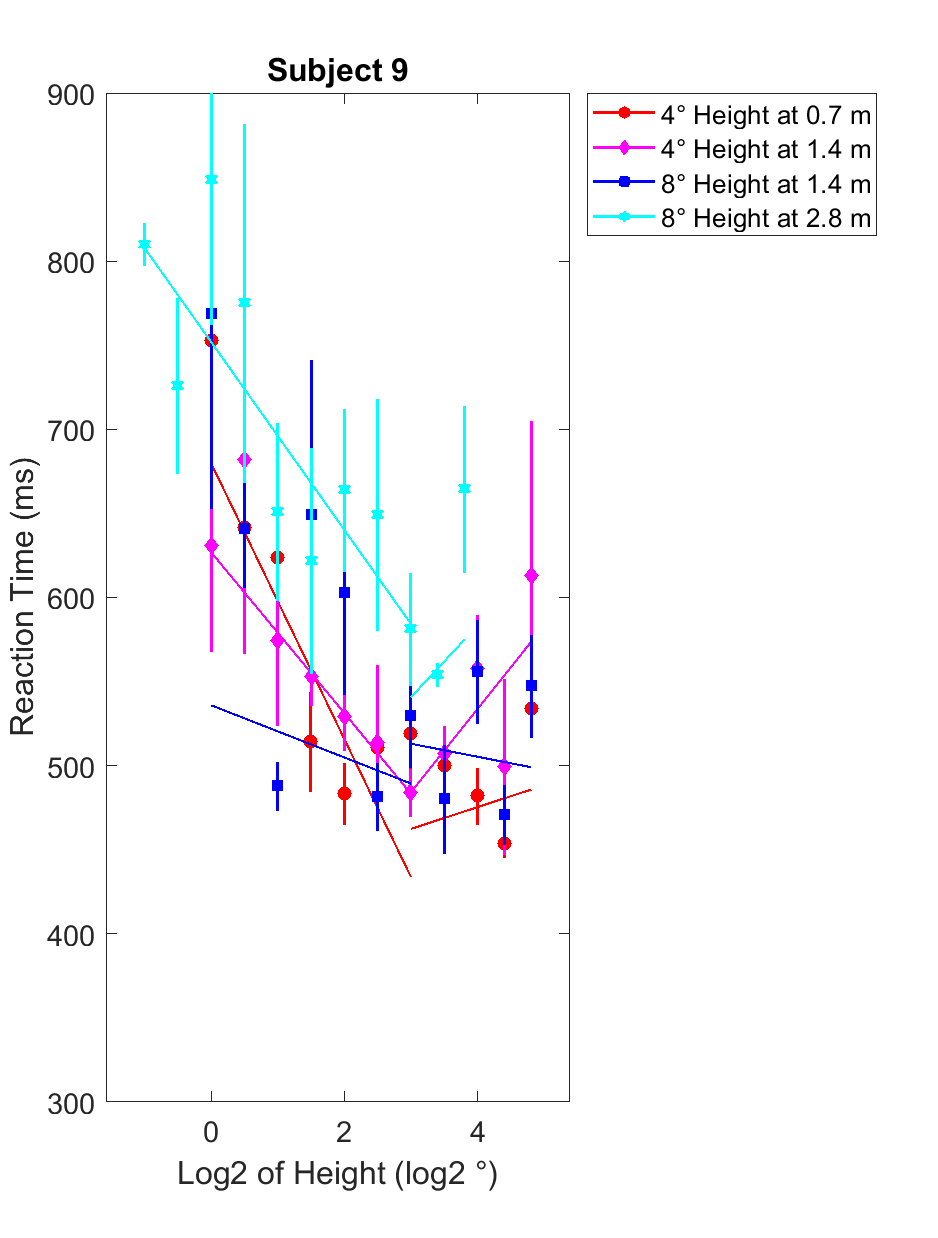 Subject 9
900
800
700
600
500
400
300
0
2
4
Reaction Time (ms)
Log2 of Height (log2 °)
4° Height at 0.7 m
4° Height at 1.4 m
8° Height at 1.4 m
8° Height at 2.8 m